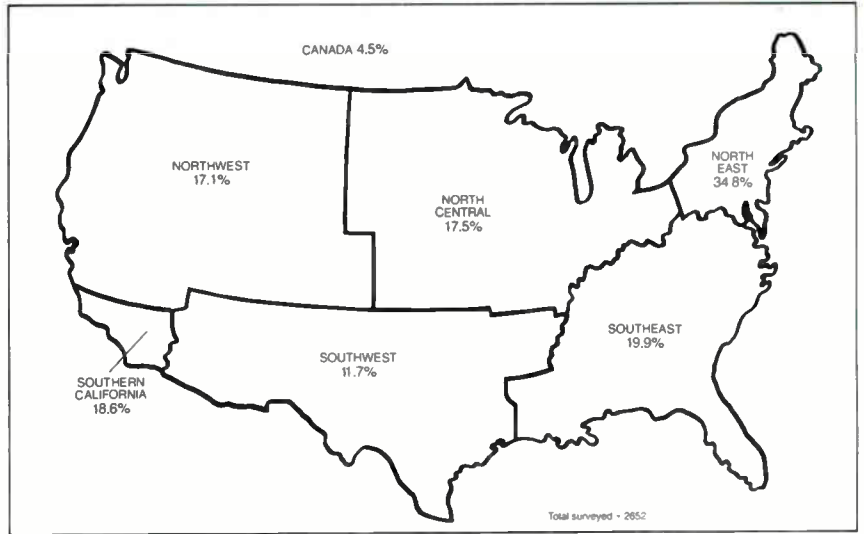 CANADA 4.5%
NORTHWEST
17.1%
NORTH
CENTRAL
17.5%
NORTH
EAST
34 8%
SOUTHEAST
19.9%
SOUTHWEST
11.7%
SOUTHERN
CALIFORNIA
18.6%
Total surveyed - 2652